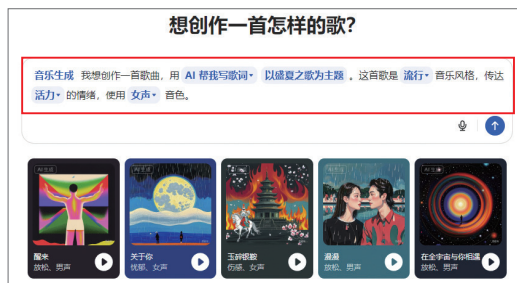 想创作一首怎样的歌?
音乐生成 我想创作一首歌曲，用 AI 帮我写歌词 以盛夏之歌为主题 。这首歌是 流行 音乐风格，传达
活力 的情绪，使用 女声 音色。
AI生成
AI生成
AI生成
AI生成
AI生成
醒来
放松，男声
关于你
忧郁，女声
玉碎银鞍
伤感，女声
漫漫
放松，男声
在全宇宙与你相遇
放松，男声